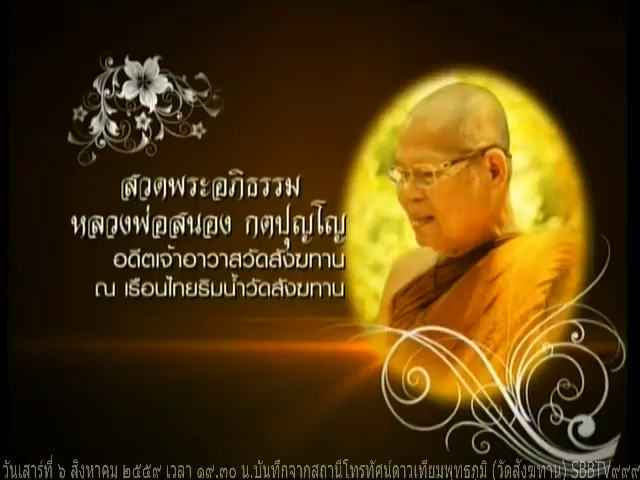 สวดพระอภิธรรม
หลวงพ่อสนอง กตปุญฺโญ
อดีตเจ้าอาวาสวัดสังฆทาน
ณ เรือนไทยริมน้ำวัดสังฆทาน
วันเสาร์ที่ ๖ สิงหาคม ๒๕๕๙ เวลา ๑๙.๓๐ น.บันทึกจากสถานีโทรทัศน์ดาวเทียมพุทธภูมิ (วัดสังฆทาน) SBBTV๙๙๙